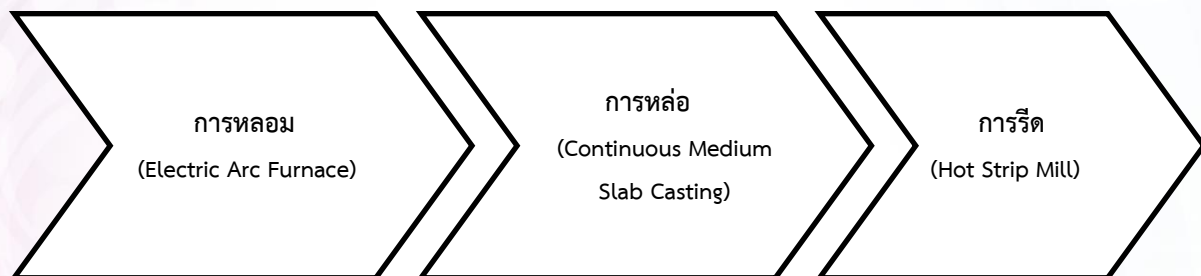 การหลอม
(Electric Arc Furnace)
การหล่อ
(Continuous Medium
Slab Casting)
การรีด
(Hot Strip Mill)